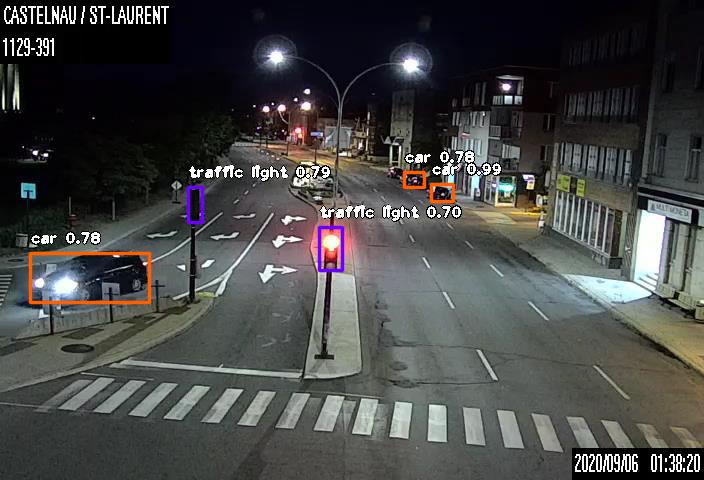 CASTELNAU / ST-LAURENT
1129-391
car 0.78
car 0.99
traffic light 0.79
traffic light 0.70
car 0.78
2020/09/06 01:38:20